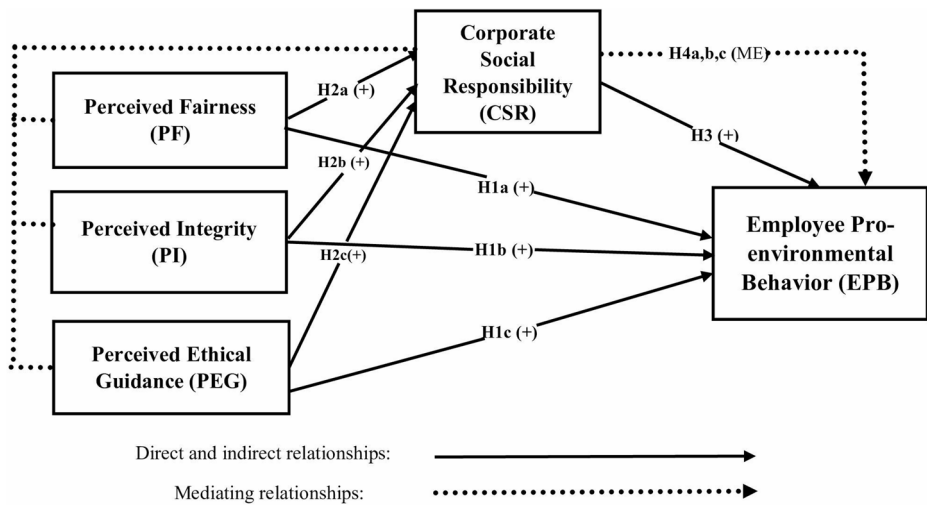 Corporate
Social
Responsibility
(CSR)
H4a,b,c (ME)
H2a (+)
Perceived Fairness
(PF)
H3 (+)
H2b (+)
H1a (+)
Perceived Integrity
(PI)
H2c(+)
H1b (+)
Employee Pro-
environmental
Behavior (EPB)
H1c (+)
Perceived Ethical
Guidance (PEG)
Direct and indirect relationships:
Mediating relationships: